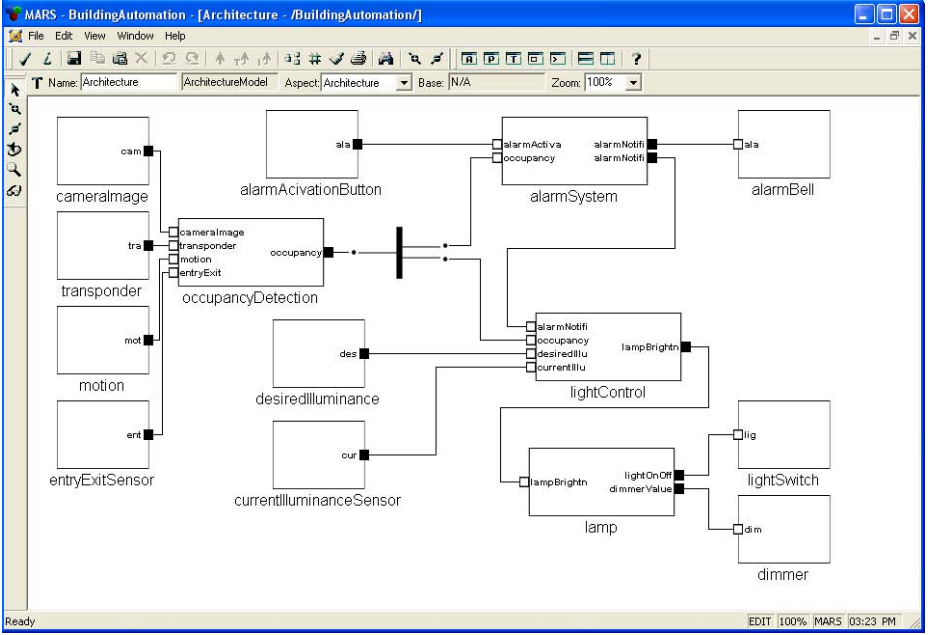 MARS - BuildingAutomation - [Architecture - /BuildingAutomation/]
File Edit View Window Help
A P T
Name: Architecture ArchitectureModel Aspect: Architecture Base: N/A Zoom: 100%
cam
cameraImage
ala
alarmAcivationButton
alarmActiva alarmNotifi
occupancy alarmNotifi
alarmSystem
ala
alarmBell
tra
transponder
cameraImage
transponder
motion
entryExit
occupancy
occupancyDetection
mot
motion
des
desiredIlluminance
alarmNotifi
occupancy
desiredIllu
currentIllu
lampBrightn
lightControl
ent
entryExitSensor
cur
currentIlluminanceSensor
lampBrightn
lightOnOff
dimmerValue
lamp
lig
lightSwitch
dim
dimmer
Ready EDIT 100% MARS 03:23 PM